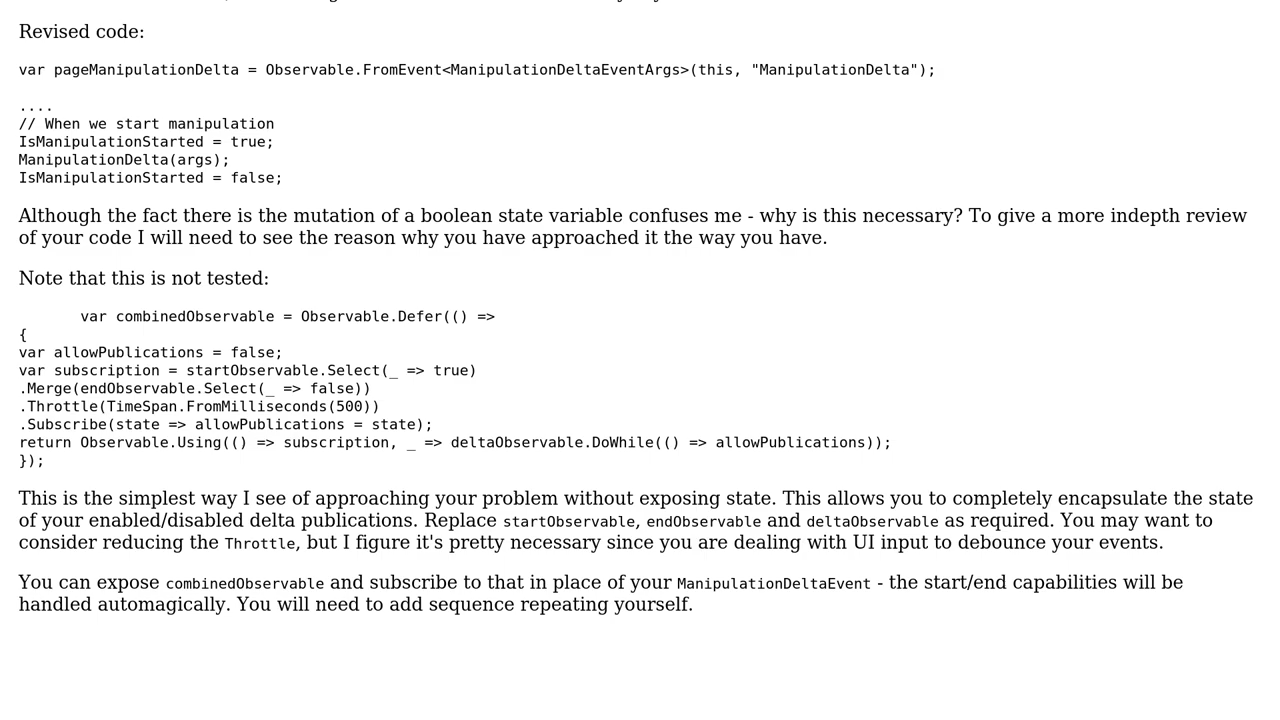 Revised code:
var pageManipulationDelta = Observable.FromEvent<ManipulationDeltaEventArgs>(this, "ManipulationDelta");
....
// When we start manipulation
IsManipulationStarted = true;
ManipulationDelta(args);
IsManipulationStarted = false;
Although the fact there is the mutation of a boolean state variable confuses me - why is this necessary? To give a more indepth review
of your code I will need to see the reason why you have approached it the way you have.
Note that this is not tested:
var combinedObservable = Observable.Defer(() =>
{
var allowPublications = false;
var subscription = startObservable.Select(_ => true)
.Merge(endObservable.Select(_ => false))
.Throttle(TimeSpan.FromMilliseconds(500))
.Subscribe(state => allowPublications = state);
return Observable.Using(() => subscription, _ => deltaObservable.DoWhile(() => allowPublications));
});
This is the simplest way I see of approaching your problem without exposing state. This allows you to completely encapsulate the state
of your enabled/disabled delta publications. Replace startObservable, endObservable and deltaObservable as required. You may want to
consider reducing the Throttle, but I figure it's pretty necessary since you are dealing with UI input to debounce your events.
You can expose combinedObservable and subscribe to that in place of your ManipulationDeltaEvent - the start/end capabilities will be
handled automagically. You will need to add sequence repeating yourself.